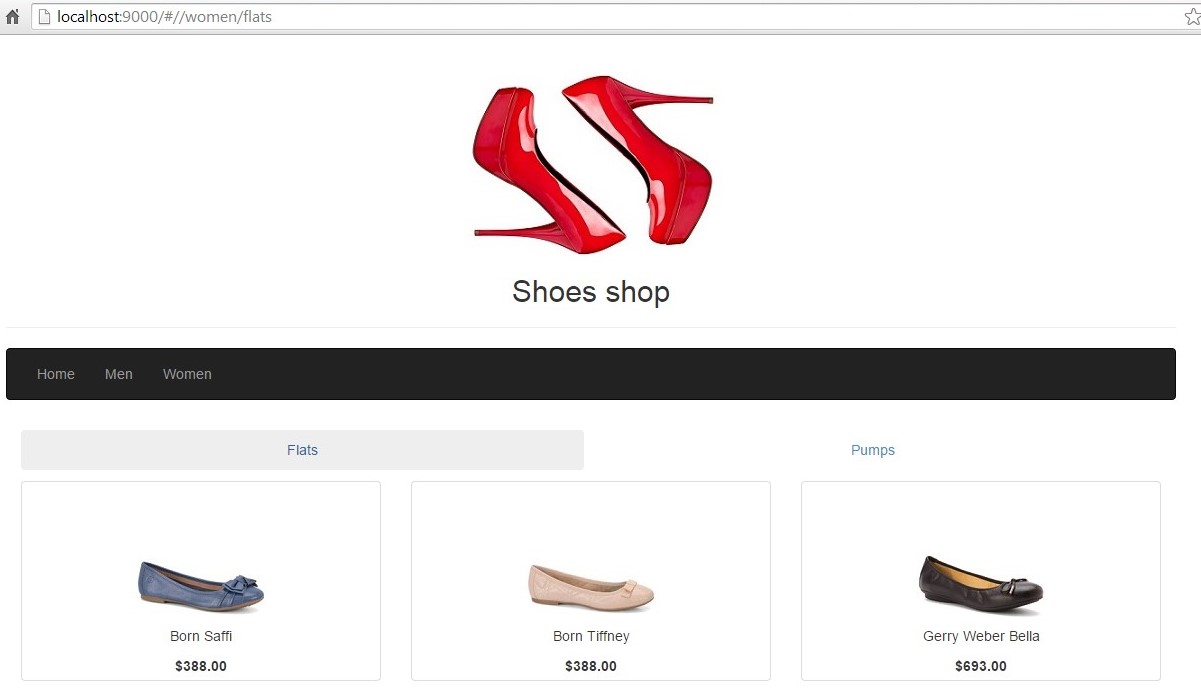 localhost:9000/#//women/flats
Shoes shop
Home Men Women
Flats Pumps
Born Saffi Born Tiffney Gerry Weber Bella
$388.00 $388.00 $693.00